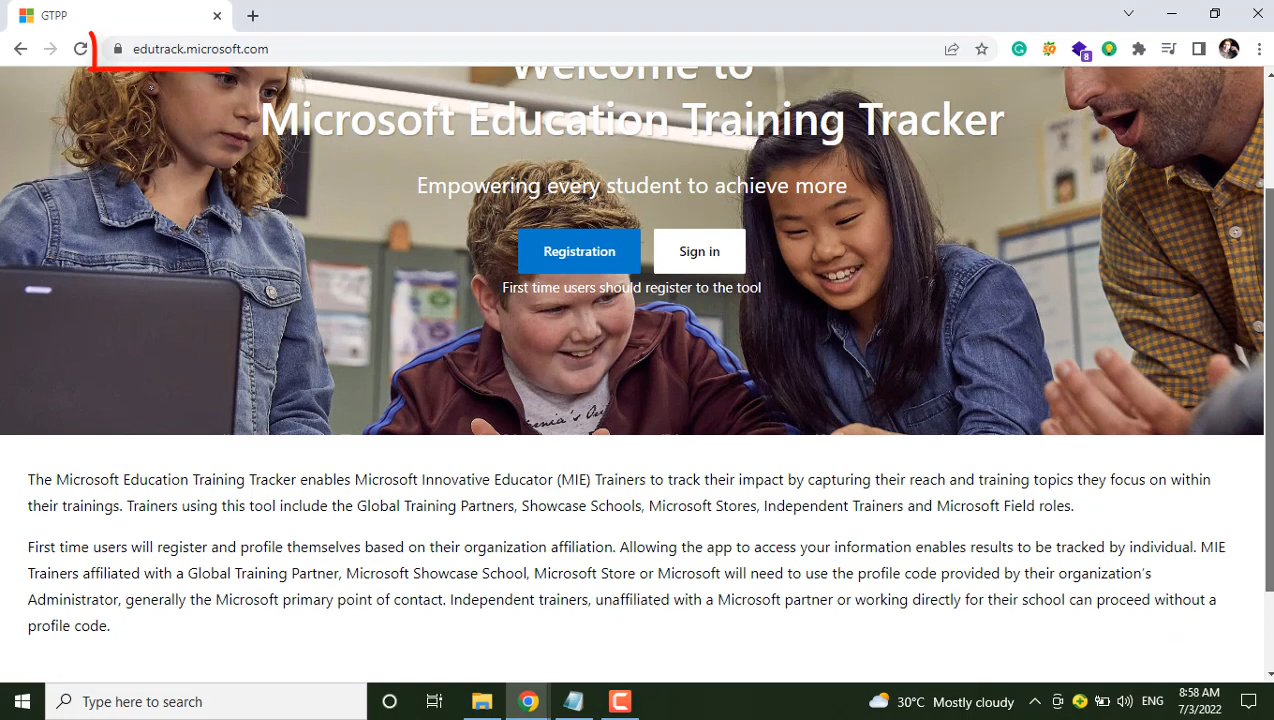 GTPP
edutrack.microsoft.com
8
Welcome to
Microsoft Education Training Tracker
Empowering every student to achieve more
Registration
Sign in
First time users should register to the tool
The Microsoft Education Training Tracker enables Microsoft Innovative Educator (MIE) Trainers to track their impact by capturing their reach and training topics they focus on within
their trainings. Trainers using this tool include the Global Training Partners, Showcase Schools, Microsoft Stores, Independent Trainers and Microsoft Field roles.
First time users will register and profile themselves based on their organization affiliation. Allowing the app to access your information enables results to be tracked by individual. MIE
Trainers affiliated with a Global Training Partner, Microsoft Showcase School, Microsoft Store or Microsoft will need to use the profile code provided by their organization's
Administrator, generally the Microsoft primary point of contact. Independent trainers, unaffiliated with a Microsoft partner or working directly for their school can proceed without a
profile code.
Type here to search
30°C Mostly cloudy
ENG
8:58 AM
7/3/2022